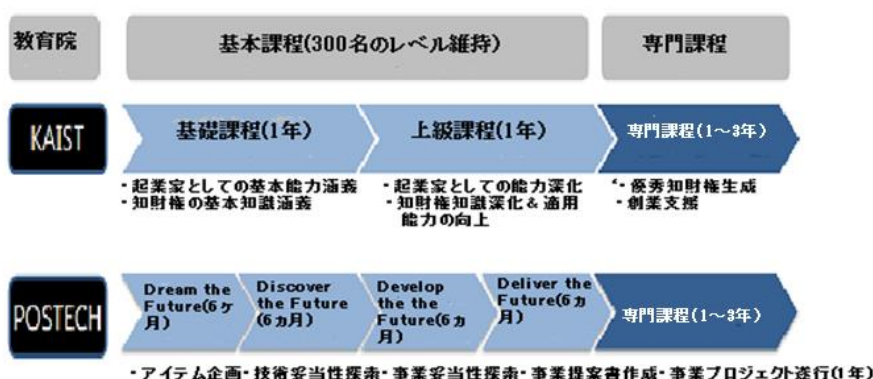 教育院
基本課程(300名のレベル維持)
専門課程
KAIST
基礎課程(1年)
上級課程(1年)
専門課程(1～3年)
・起業家としての基本能力涵義
・知財権の基本知識涵義
・起業家としての能力深化
・知財権知識深化&適用
能力の向上
・優秀知財権生成
・創業支援
POSTECH
Dream the
Future(6ケ
月)
Discover
the Future
(6カ月)
Develop
the the
Future(6カ
月)
Deliver the
Future(6カ
月)
専門課程(1～3年)
・アイテム企画・技術妥当性探索・事業妥当性探索・事業提案書作成・事業プロジェクト遂行(1年)